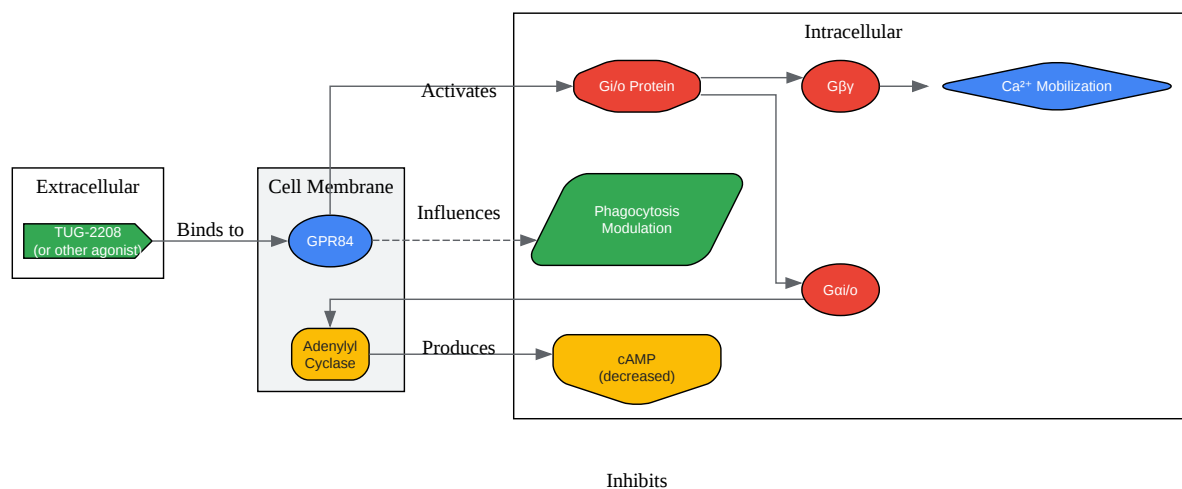 Intracellular
Activates
Gi/o Protein
Gβγ
Ca²⁺ Mobilization
Extracellular
Cell Membrane
TUG-2208
(or other agonist)
Binds to
GPR84
Influences
Phagocytosis
Modulation
Gαi/o
Adenylyl
Cyclase
Produces
cAMP
(decreased)
Inhibits